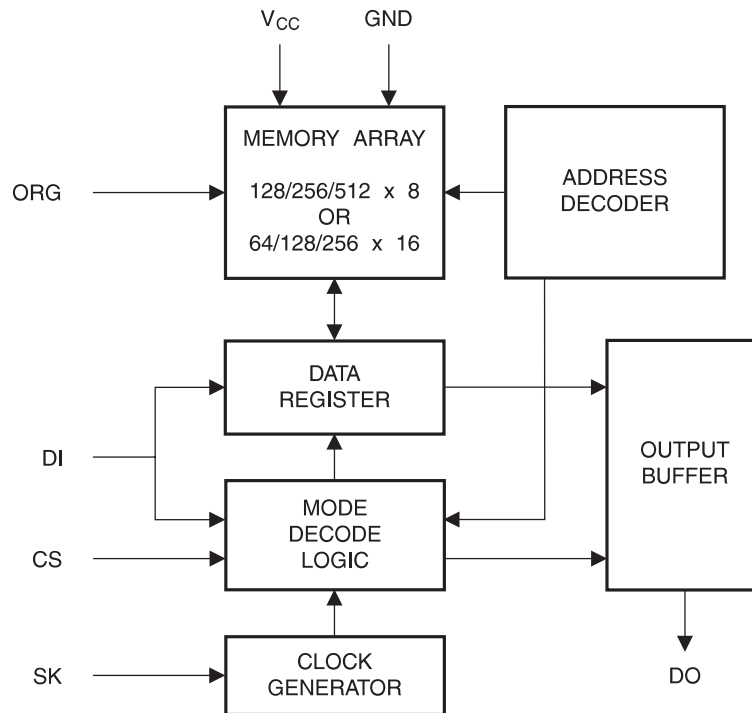 VCC
GND
MEMORY ARRAY
128/256/512 x 8
OR
64/128/256 x 16
ADDRESS
DECODER
ORG
DATA
REGISTER
OUTPUT
BUFFER
DI
MODE
DECODE
LOGIC
CS
CLOCK
GENERATOR
SK
DO